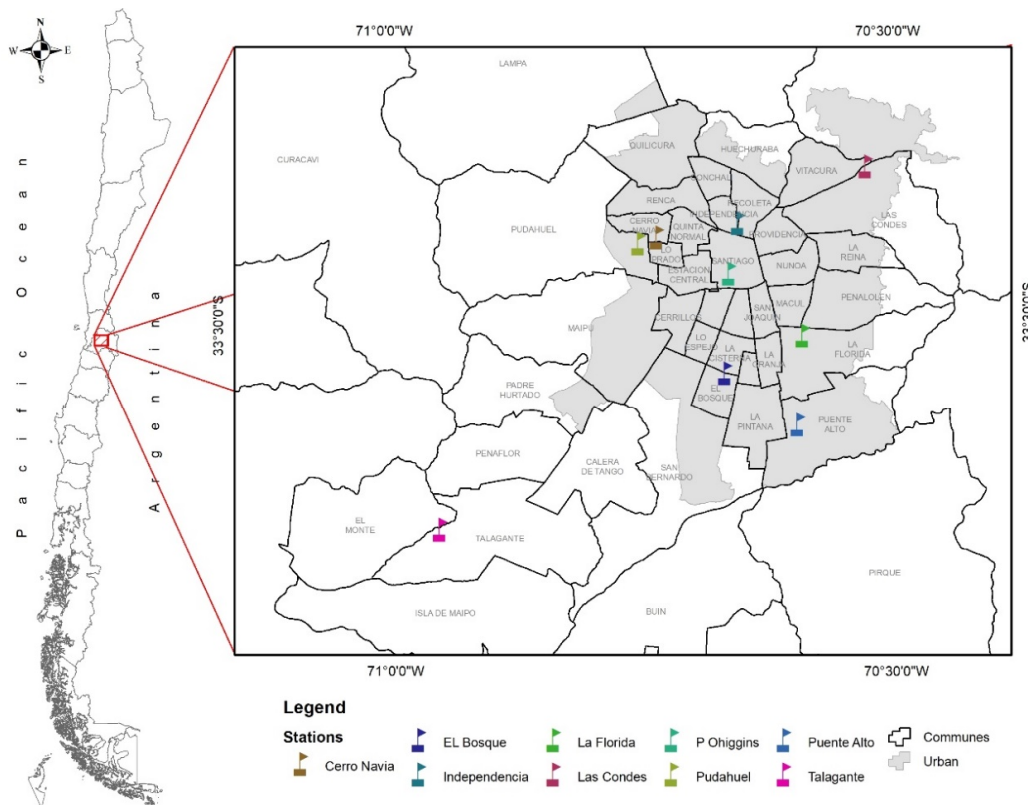 N
W E
S
Pacific Ocean
Argentina
71°0'0"W
70°30'0"W
33°30'0"S
33°30'0"S
LAMPA
CURACAVI
QUILICURA
HUECHURABA
CONCHAL
VITACURA
RENCA
RECOLETA
INDEPENDENCIA
LAS
CONDES
PUDAHUEL
CERRO
NAVIA
QUINTA
NORMAL
PROVIDENCIA
LO
PRADO
SANTIAGO
LA
REINA
ESTACION
CENTRAL
NUNOA
PENALOLEN
MAIPU
CERRILLOS
SAN
JOAQUIN
MACUL
LO
ESPEJO
LA
CISTERNA
LA
GRANJA
LA
FLORIDA
PADRE
HURTADO
EL
BOSQUE
LA
PINTANA
PUENTE
ALTO
PENAFLOR
CALERA
DE TANGO
SAN
BERNARDO
EL
MONTE
TALAGANTE
PIRQUE
ISLA DE MAIPO
BUIN
71°0'0"W
70°30'0"W
Legend
Stations
Cerro Navia
EL Bosque
La Florida
P Ohiggins
Puente Alto
Communes
Independencia
Las Condes
Pudahuel
Talagante
Urban